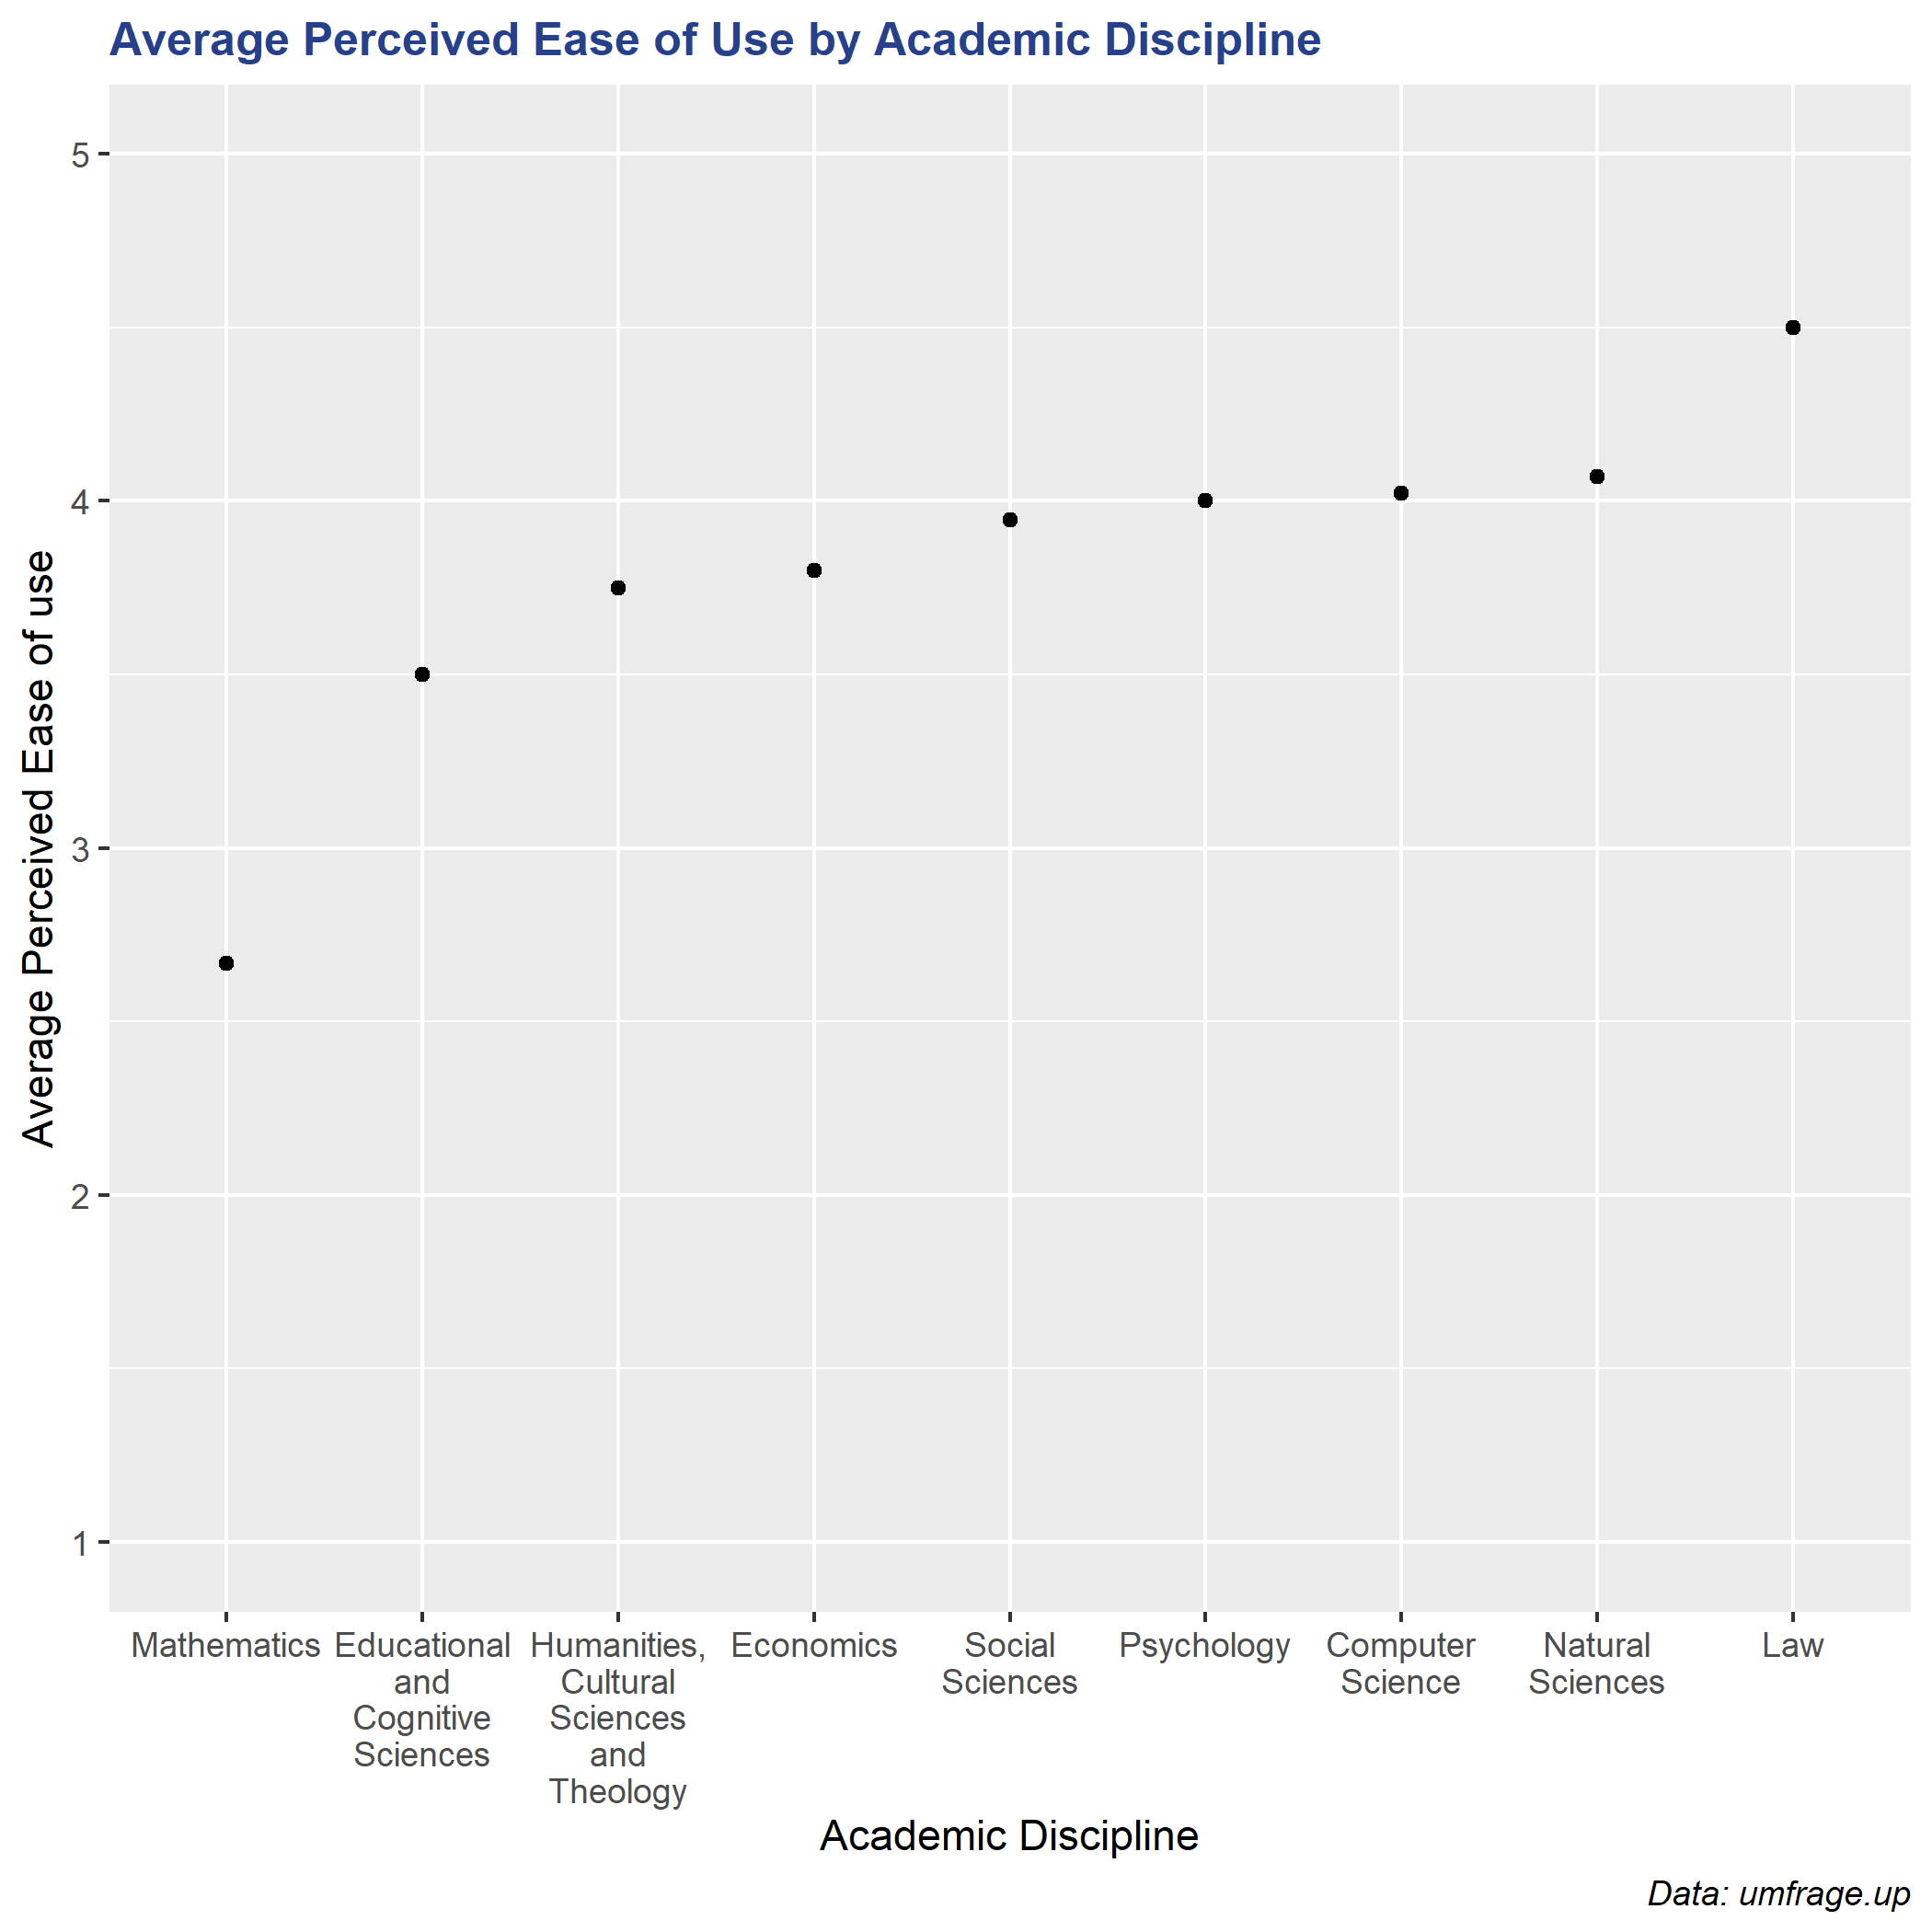 Average Perceived Ease of Use by Academic Discipline
Average Perceived Ease of use
5
4
3
2
1
Mathematics
Educational
and
Cognitive
Sciences
Humanities,
Cultural
Sciences
and
Theology
Economics
Social
Sciences
Psychology
Computer
Science
Natural
Sciences
Law
Academic Discipline
Data: umfrage.up